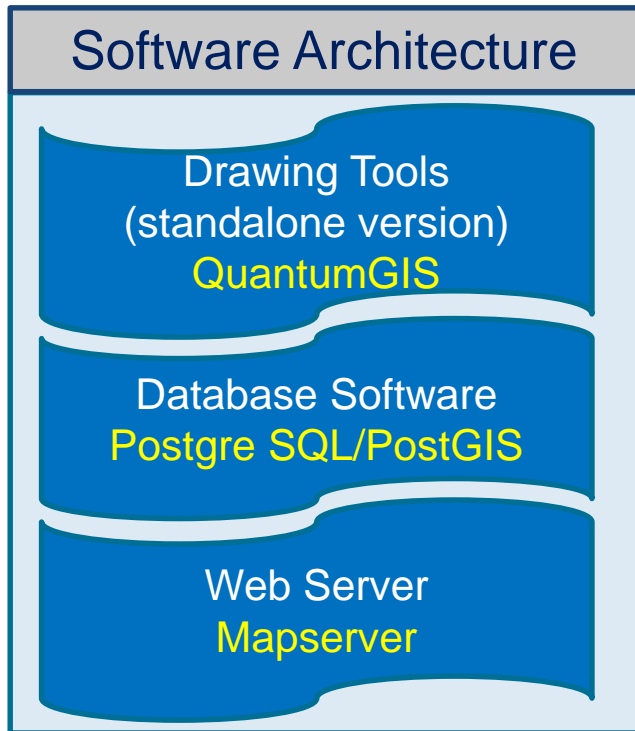 Software Architecture
Drawing Tools
(standalone version)
QuantumGIS
Database Software
Postgre SQL/PostGIS
Web Server
Mapserver